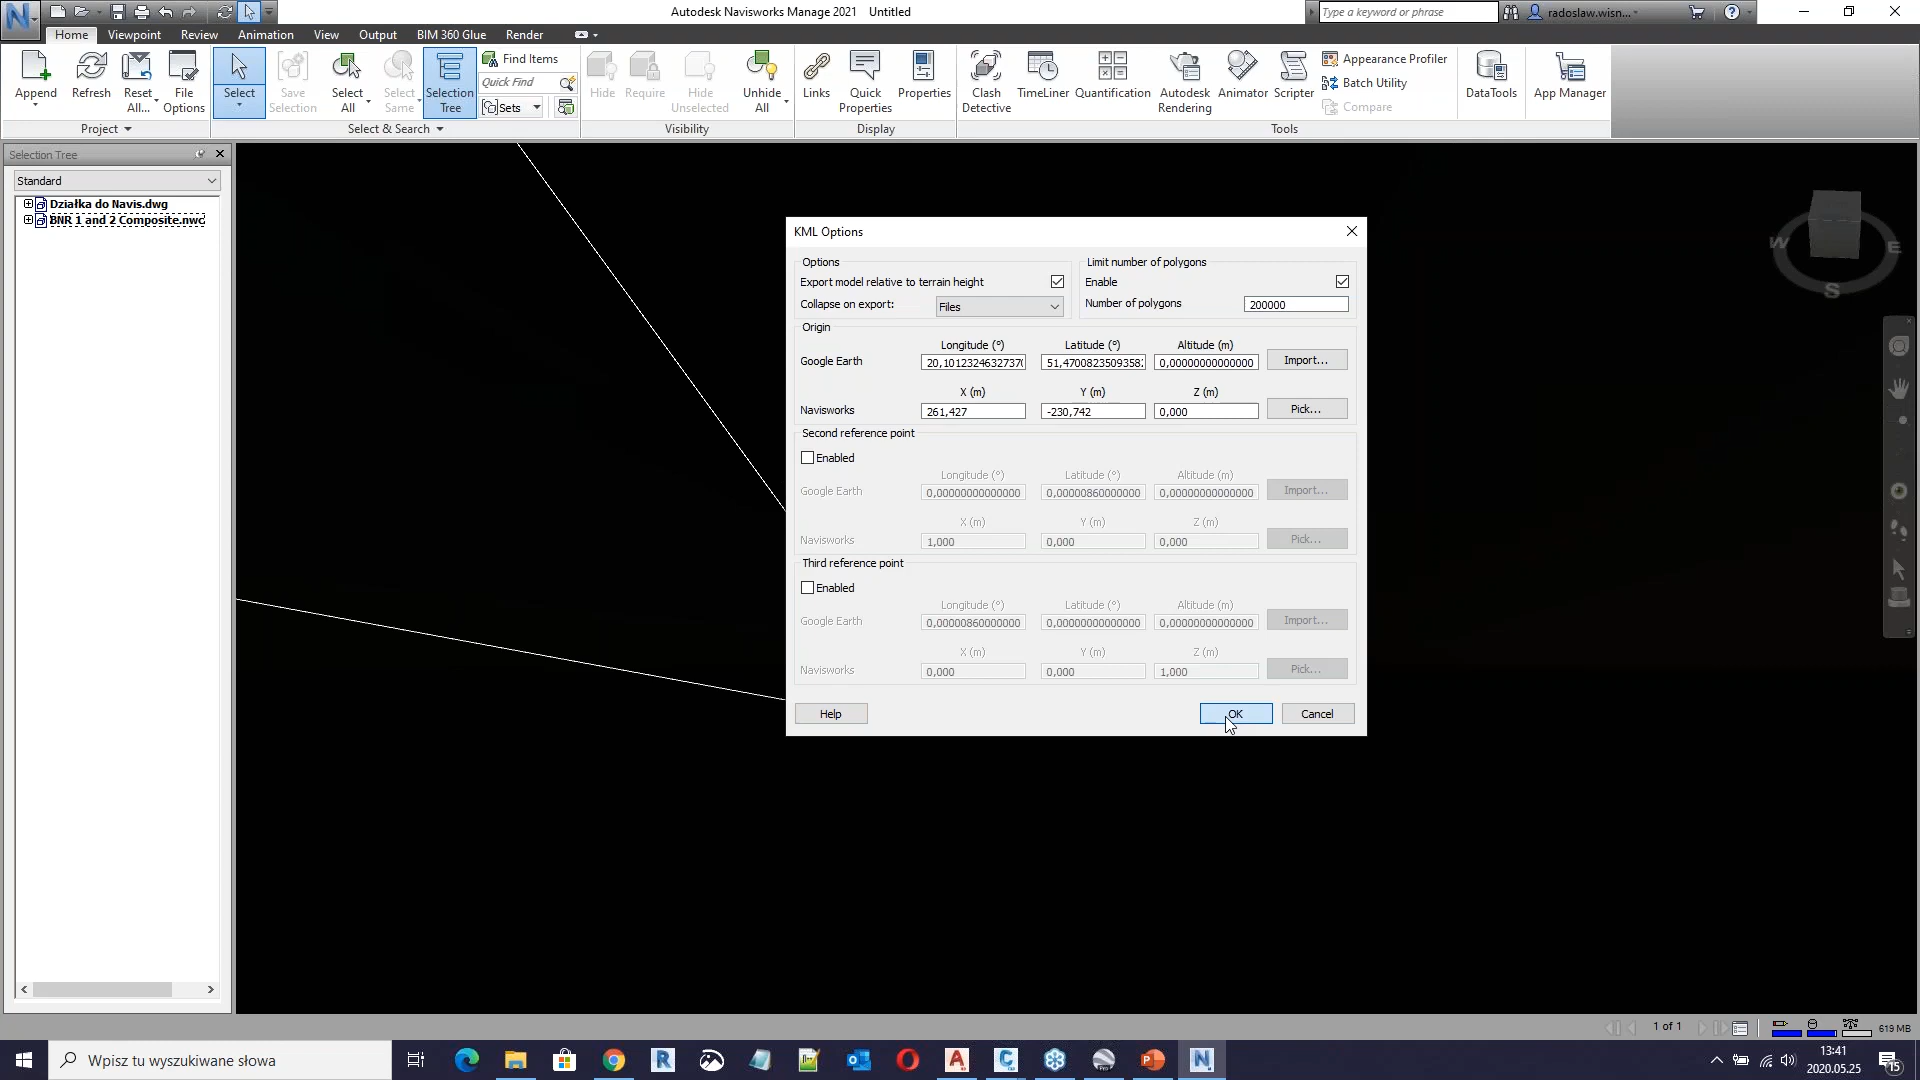 Autodesk Navisworks Manage 2021 Untitled
Type a keyword or phrase
radoslaw.wisn...
Home Viewpoint Review Animation View Output BIM 360 Glue Render
Append
Refresh
Reset All...
File Options
Project
Select
Save Selection
Select All
Select Same
Selection Tree
Find Items
Quick Find
Sets
Select & Search
Hide
Require
Hide Unselected
Unhide All
Visibility
Links
Quick Properties
Properties
Display
Clash Detective
TimeLiner
Quantification
Autodesk Rendering
Animator
Scripter
Appearance Profiler
Batch Utility
Compare
Tools
DataTools
App Manager
Selection Tree
Standard
Działka do Navis.dwg
BNR 1 and 2 Composite.nwc
W E
S
KML Options
Options
Export model relative to terrain height
Collapse on export: Files
Limit number of polygons
Enable
Number of polygons 200000
Origin
Longitude (°) Latitude (°) Altitude (m)
Google Earth 0,00000000000000 Import...
X (m) Y (m) Z (m)
Navisworks 261,427 -230,742 0,000 Pick...
Second reference point
Enabled
Longitude (°) Latitude (°) Altitude (m)
Google Earth 0,00000000000000 0,00000860000000 0,00000000000000 Import...
X (m) Y (m) Z (m)
Navisworks 1,000 0,000 0,000 Pick...
Third reference point
Enabled
Longitude (°) Latitude (°) Altitude (m)
Google Earth 0,00000860000000 0,00000000000000 0,00000000000000 Import...
X (m) Y (m) Z (m)
Navisworks 0,000 0,000 1,000 Pick...
Help OK Cancel
1 of 1
619 MB
Wpisz tu wyszukiwane słowa
13:41
2020.05.25
15